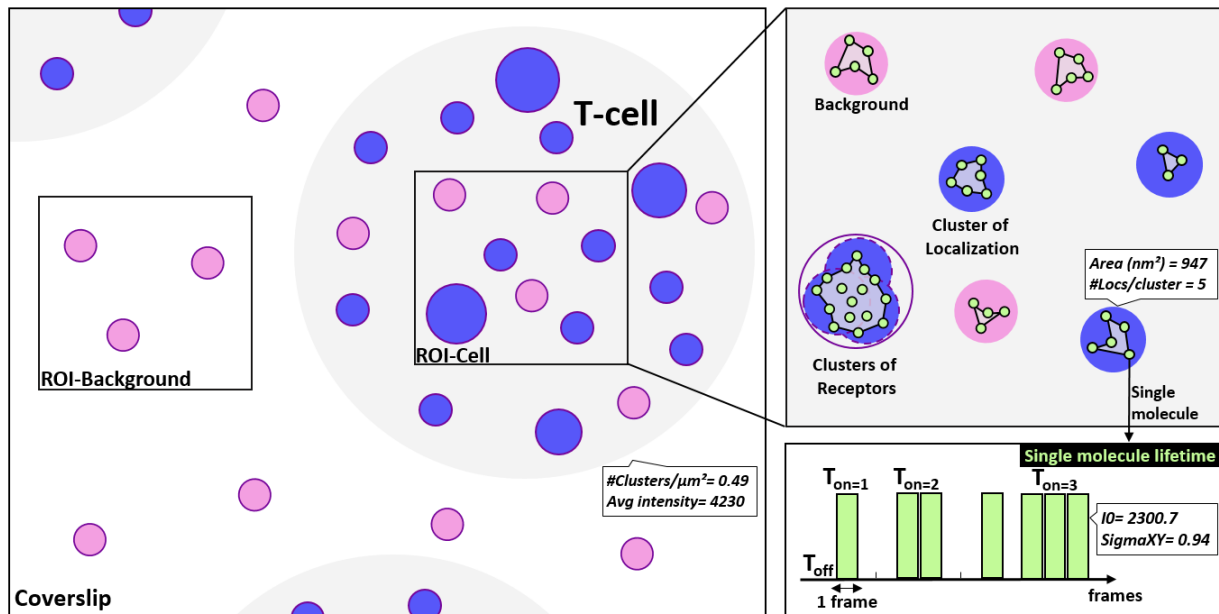 T-cell
ROI-Background
ROI-Cell
#Clusters/µm²= 0.49
Avg intensity= 4230
Coverslip
Background
Cluster of
Localization
Area (nm²) = 947
#Locs/cluster = 5
Clusters of
Receptors
Single
molecule
Single molecule lifetime
Ton=1
Ton=2
Ton=3
I0= 2300.7
SigmaXY= 0.94
Toff
1 frame
frames